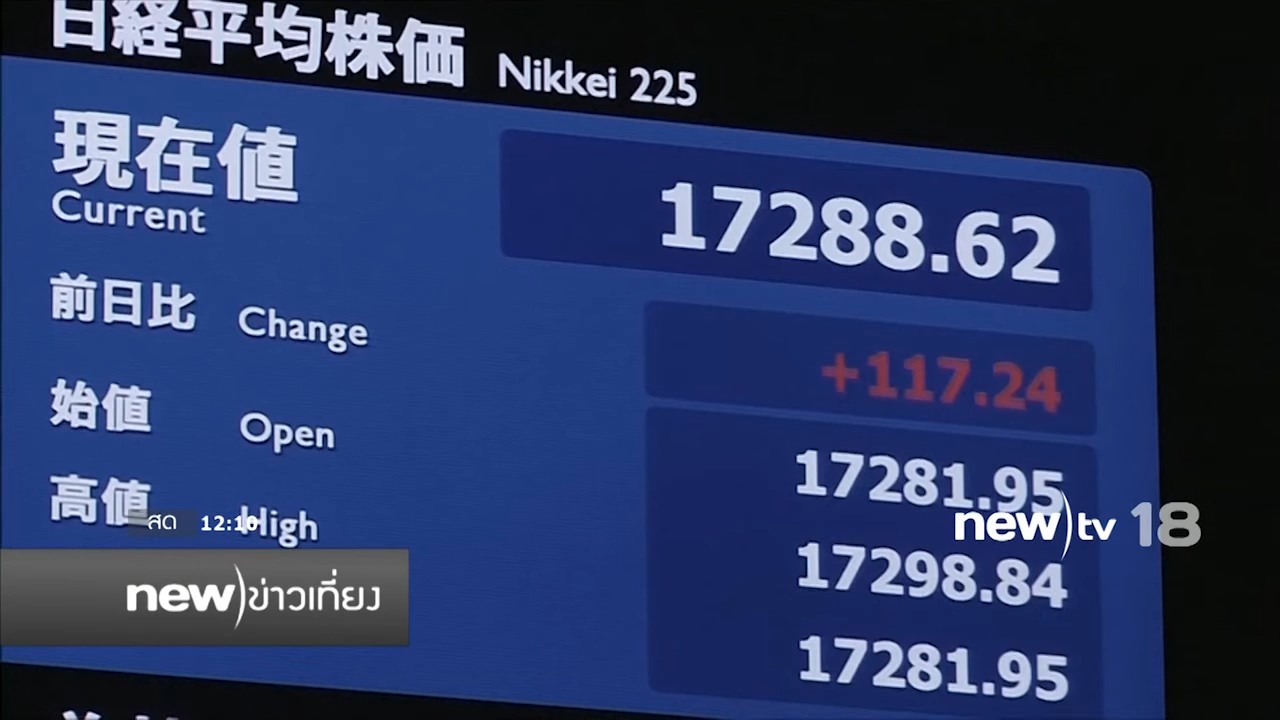 日経平均株価 Nikkei 225
現在値 17288.62
Current
前日比 Change +117.24
始値 Open 17281.95
高値 High 17298.84
17281.95
สด 12:10
new)tv 18
new)ข่าวเที่ยง